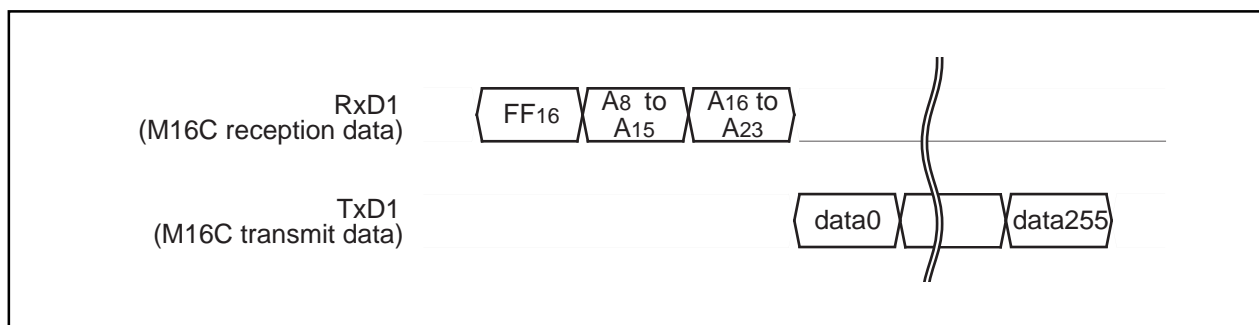 RxD1
(M16C reception data)
FF16
A8 to
A15
A16 to
A23
TxD1
(M16C transmit data)
data0
data255